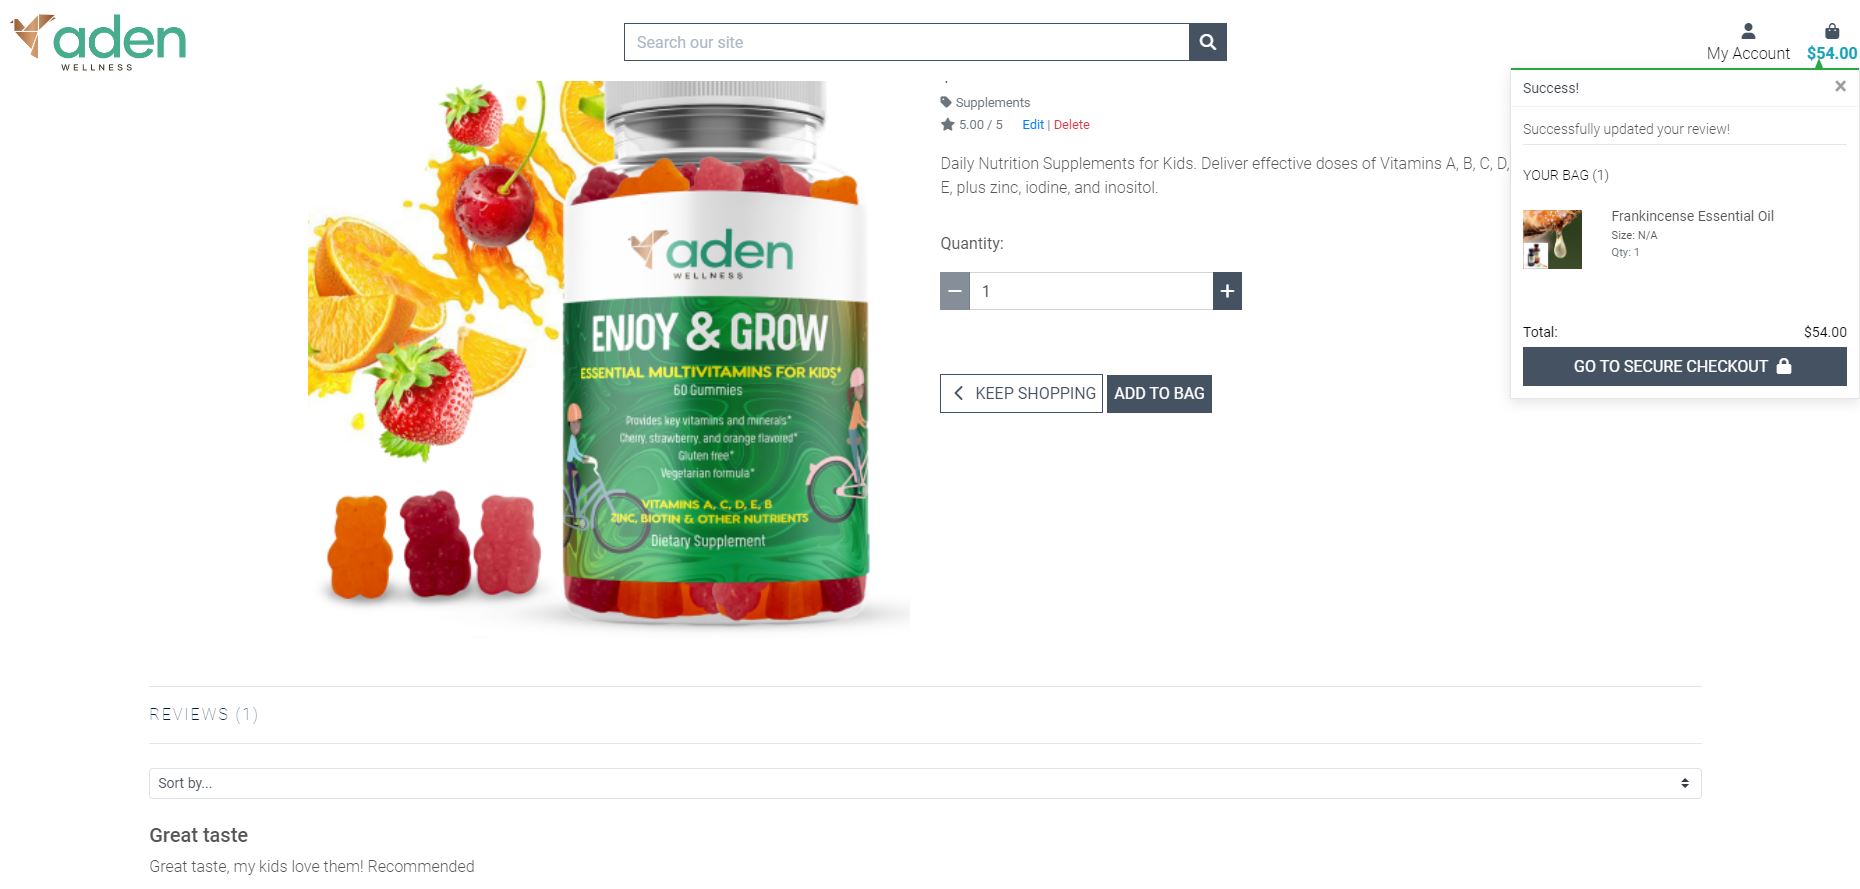 aden
WELLNESS
Search our site
My Account
$54.00
Supplements
5.00 / 5 Edit | Delete
Daily Nutrition Supplements for Kids. Deliver effective doses of Vitamins A, B, C, D,
E, plus zinc, iodine, and inositol.
Quantity:
1
KEEP SHOPPING
ADD TO BAG
Success!
×
Successfully updated your review!
YOUR BAG (1)
Frankincense Essential Oil
Size: N/A
Qty: 1
Total: $54.00
GO TO SECURE CHECKOUT
aden
WELLNESS
ENJOY & GROW
ESSENTIAL MULTIVITAMINS FOR KIDS*
60 Gummies
Provides key vitamins and minerals*
Cherry, strawberry, and orange flavored*
Gluten free*
Vegetarian formula*
VITAMINS A, C, D, E, B
ZINC, BIOTIN & OTHER NUTRIENTS
Dietary Supplement
REVIEWS (1)
Sort by...
Great taste
Great taste, my kids love them! Recommended